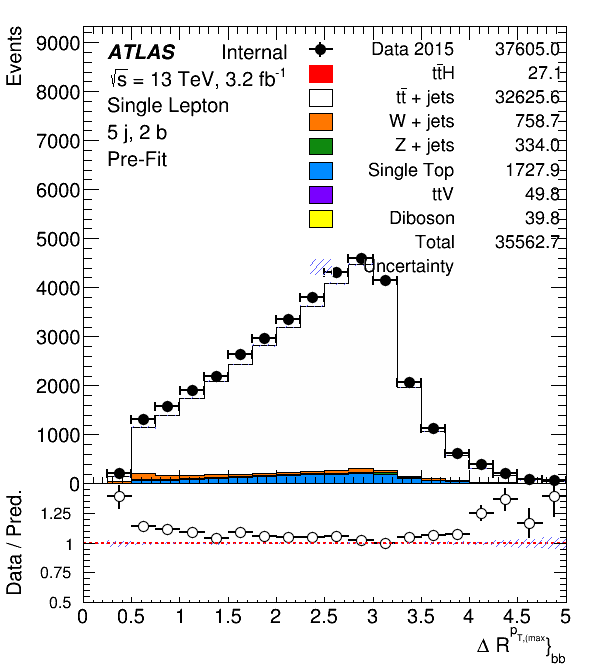 Events
9000
8000
7000
6000
5000
4000
3000
2000
1000
0
ATLAS Internal
√s = 13 TeV, 3.2 fb⁻¹
Single Lepton
5 j, 2 b
Pre-Fit
Data 2015 37605.0
tt̄H 27.1
tt̄ + jets 32625.6
W + jets 758.7
Z + jets 334.0
Single Top 1727.9
ttV 49.8
Diboson 39.8
Total 35562.7
Uncertainty
Data / Pred.
1.25
1
0.75
0.5
0 0.5 1 1.5 2 2.5 3 3.5 4 4.5 5
Δ R^{p_{T,(max}}}_{bb}